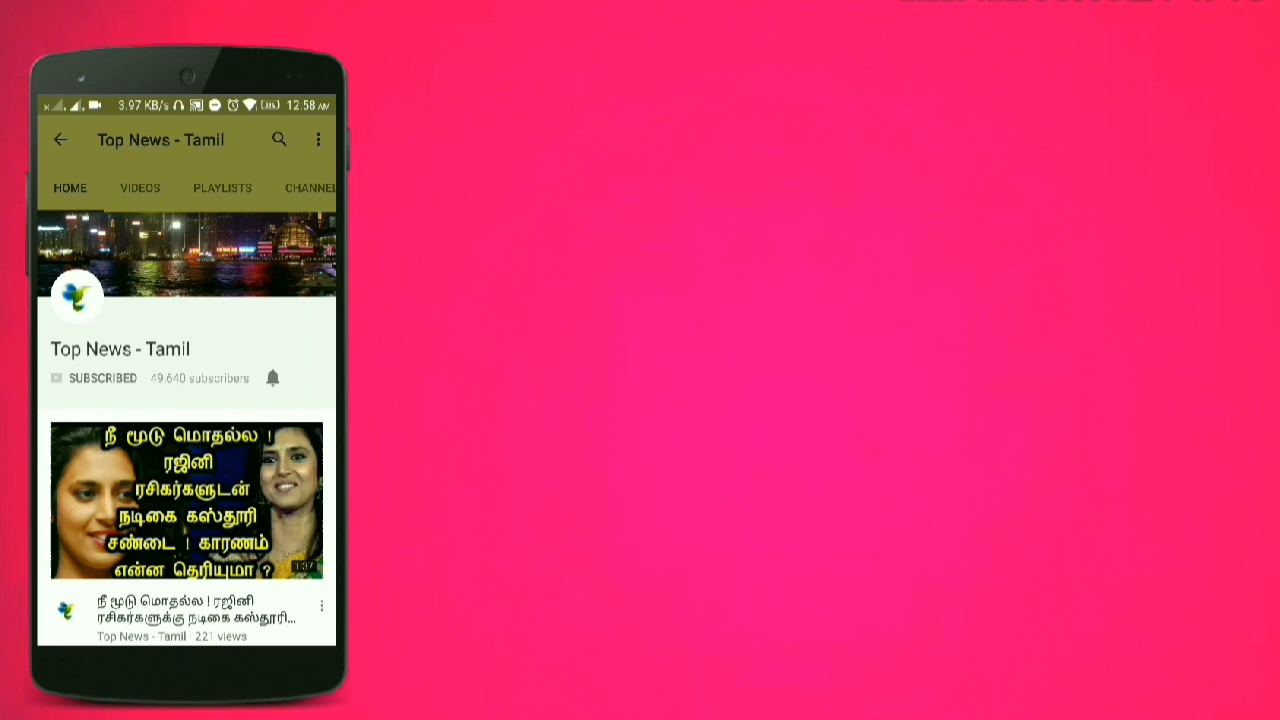 3.97 KB/s 12:58 AM
Top News - Tamil
HOME VIDEOS PLAYLISTS CHANNEL
Top News - Tamil
SUBSCRIBED 49,640 subscribers
நீ மூடு மொதல்ல !
ரஜினி
ரசிகர்களுடன்
நடிகை கஸ்தூரி
சண்டை ! காரணம்
என்ன தெரியுமா ?
1:37
நீ மூடு மொதல்ல ! ரஜினி
ரசிகர்களுக்கு நடிகை கஸ்தூரி...
Top News - Tamil · 221 views